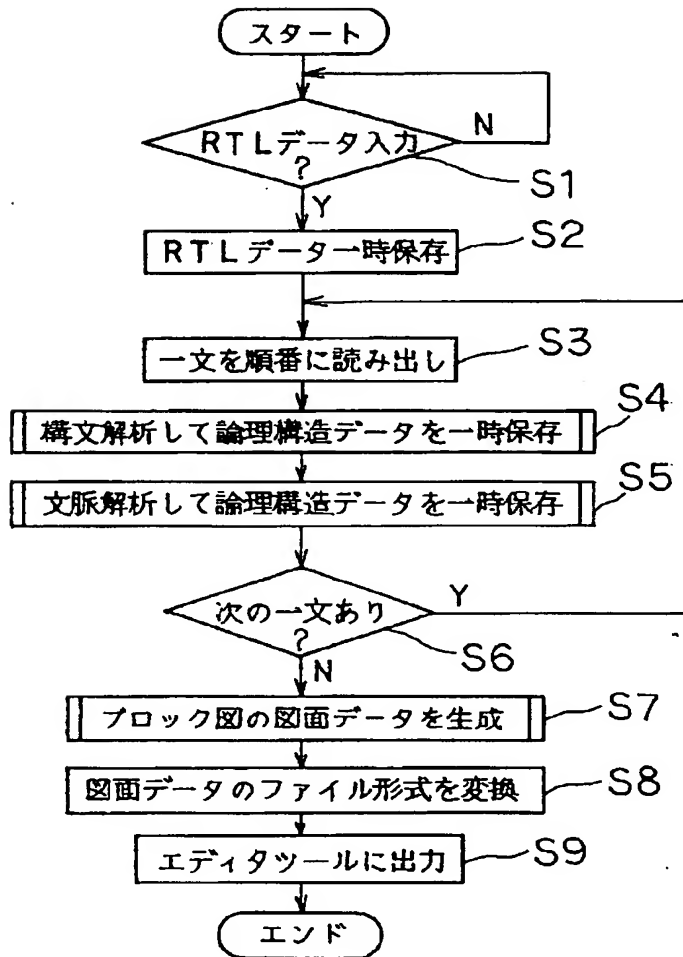 スタート
RTLデータ入力
?
N
S1
Y
S2
RTLデータ一時保存
一文を順番に読み出し
S3
S4
構文解析して論理構造データを一時保存
文脈解析して論理構造データを一時保存
S5
次の一文あり
?
Y
S6
N
ブロック図の図面データを生成
S7
図面データのファイル形式を変換
S8
エディタツールに出力
S9
エンド